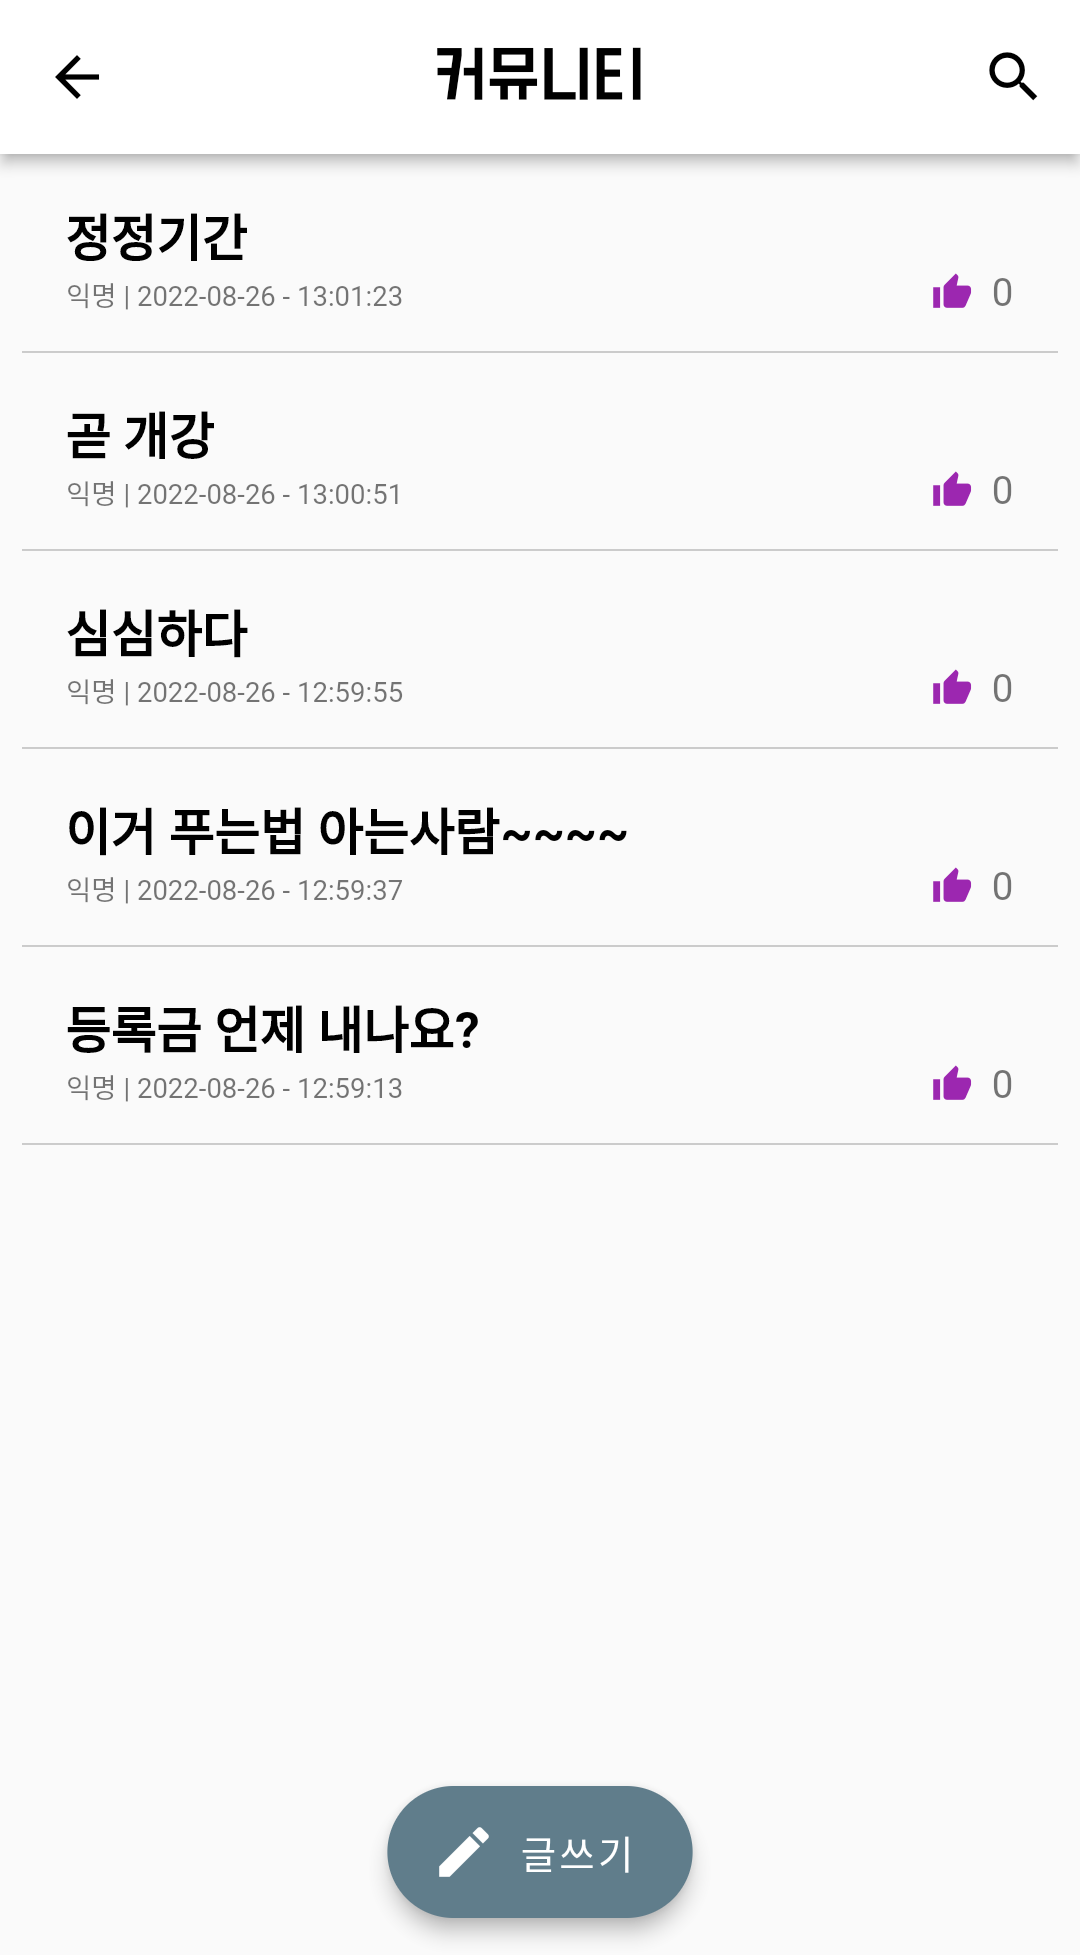 커뮤니티
정정기간
익명 | 2022-08-26 - 13:01:23
0
곧 개강
익명 | 2022-08-26 - 13:00:51
0
심심하다
익명 | 2022-08-26 - 12:59:55
0
이거 푸는법 아는사람~~~~
익명 | 2022-08-26 - 12:59:37
0
등록금 언제 내나요?
익명 | 2022-08-26 - 12:59:13
0
글쓰기